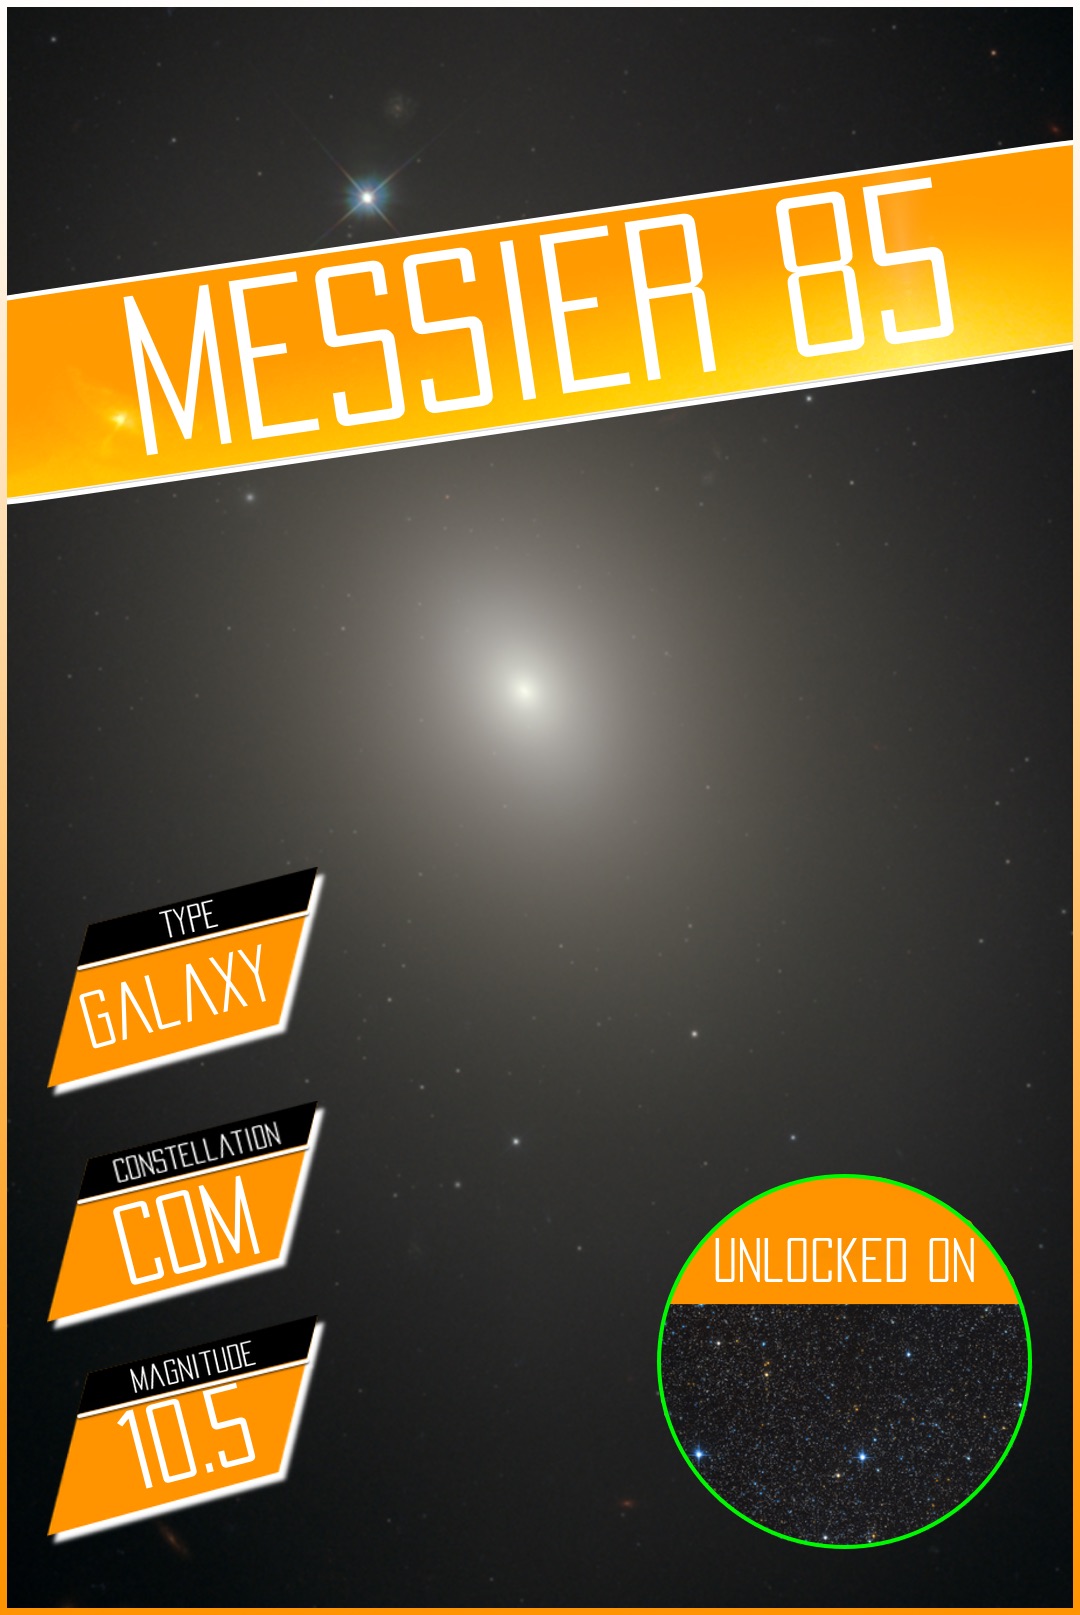 MESSIER 85
TYPE
GALAXY
CONSTELLATION
COM
MAGNITUDE
10.5
UNLOCKED ON